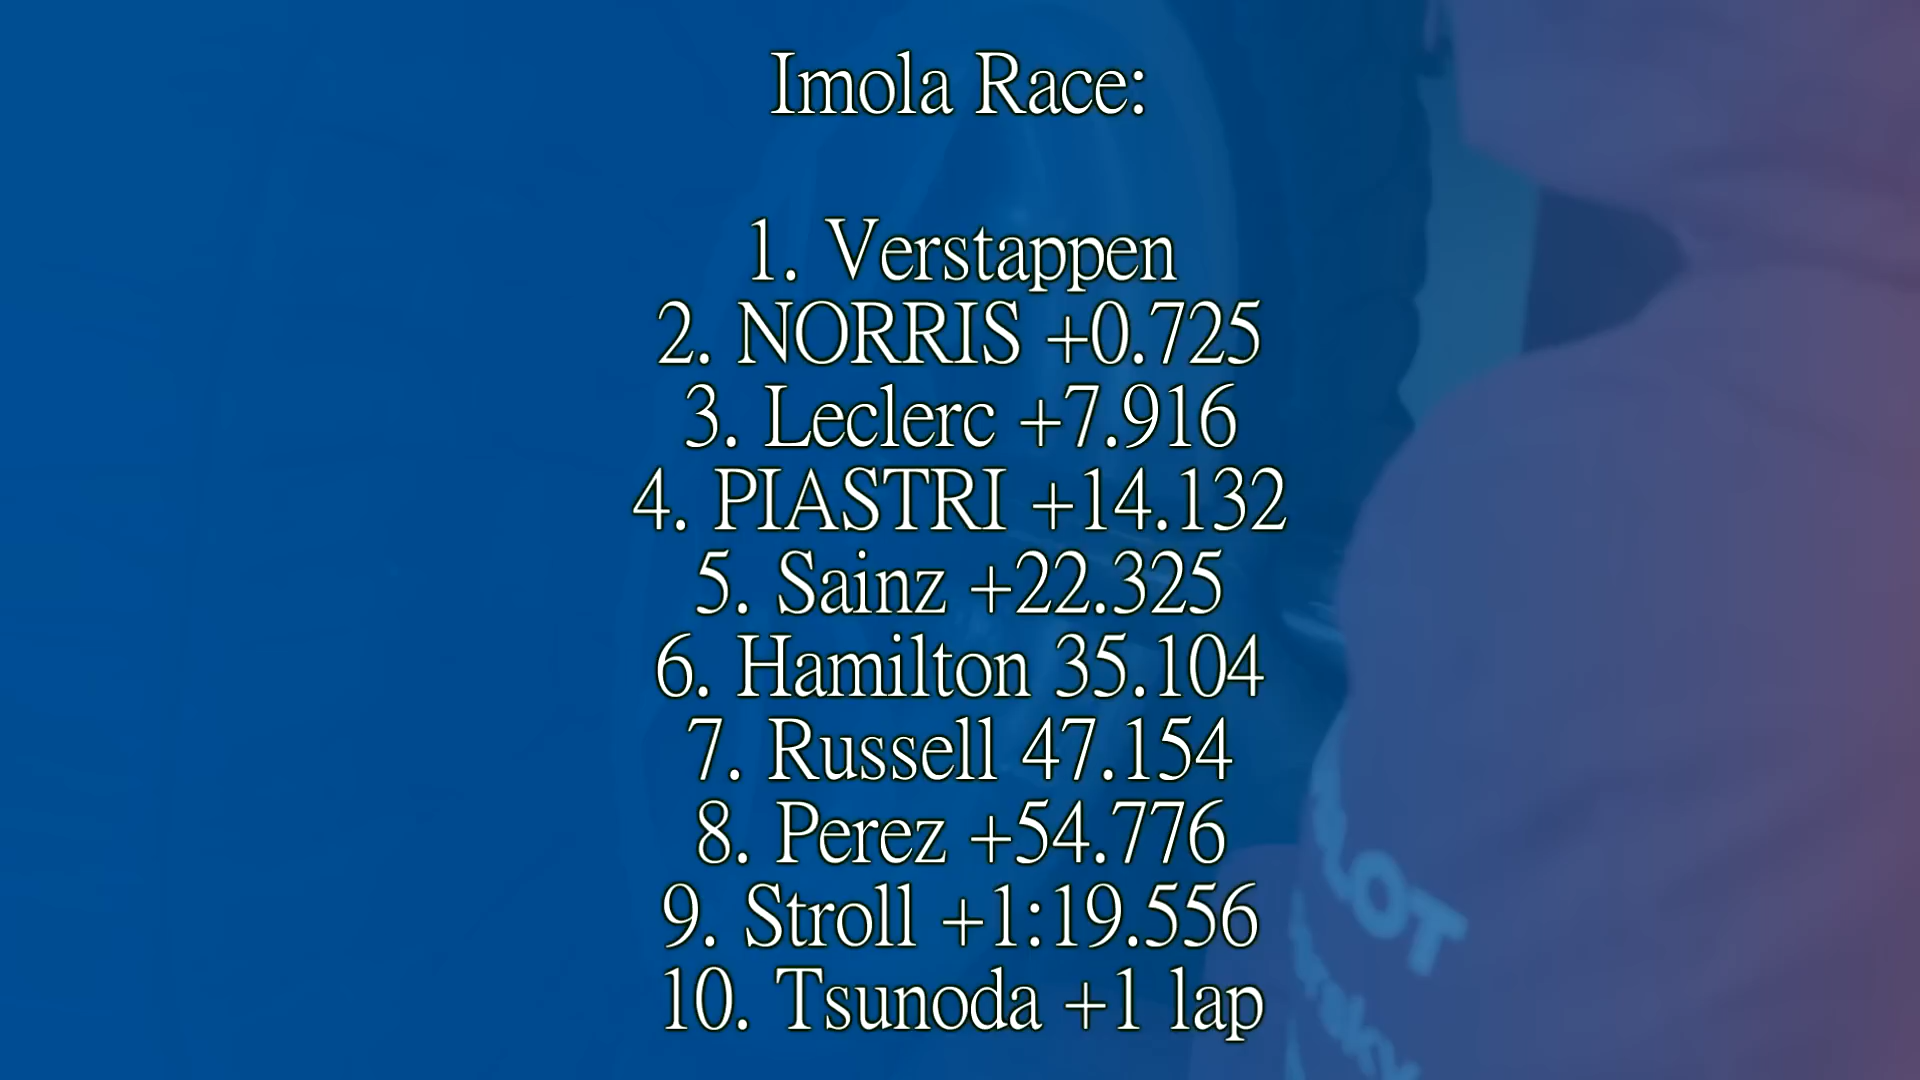 Imola Race:
1. Verstappen
2. NORRIS +0.725
3. Leclerc +7.916
4. PIASTRI +14.132
5. Sainz +22.325
6. Hamilton 35.104
7. Russell 47.154
8. Perez +54.776
9. Stroll +1:19.556
10. Tsunoda +1 lap